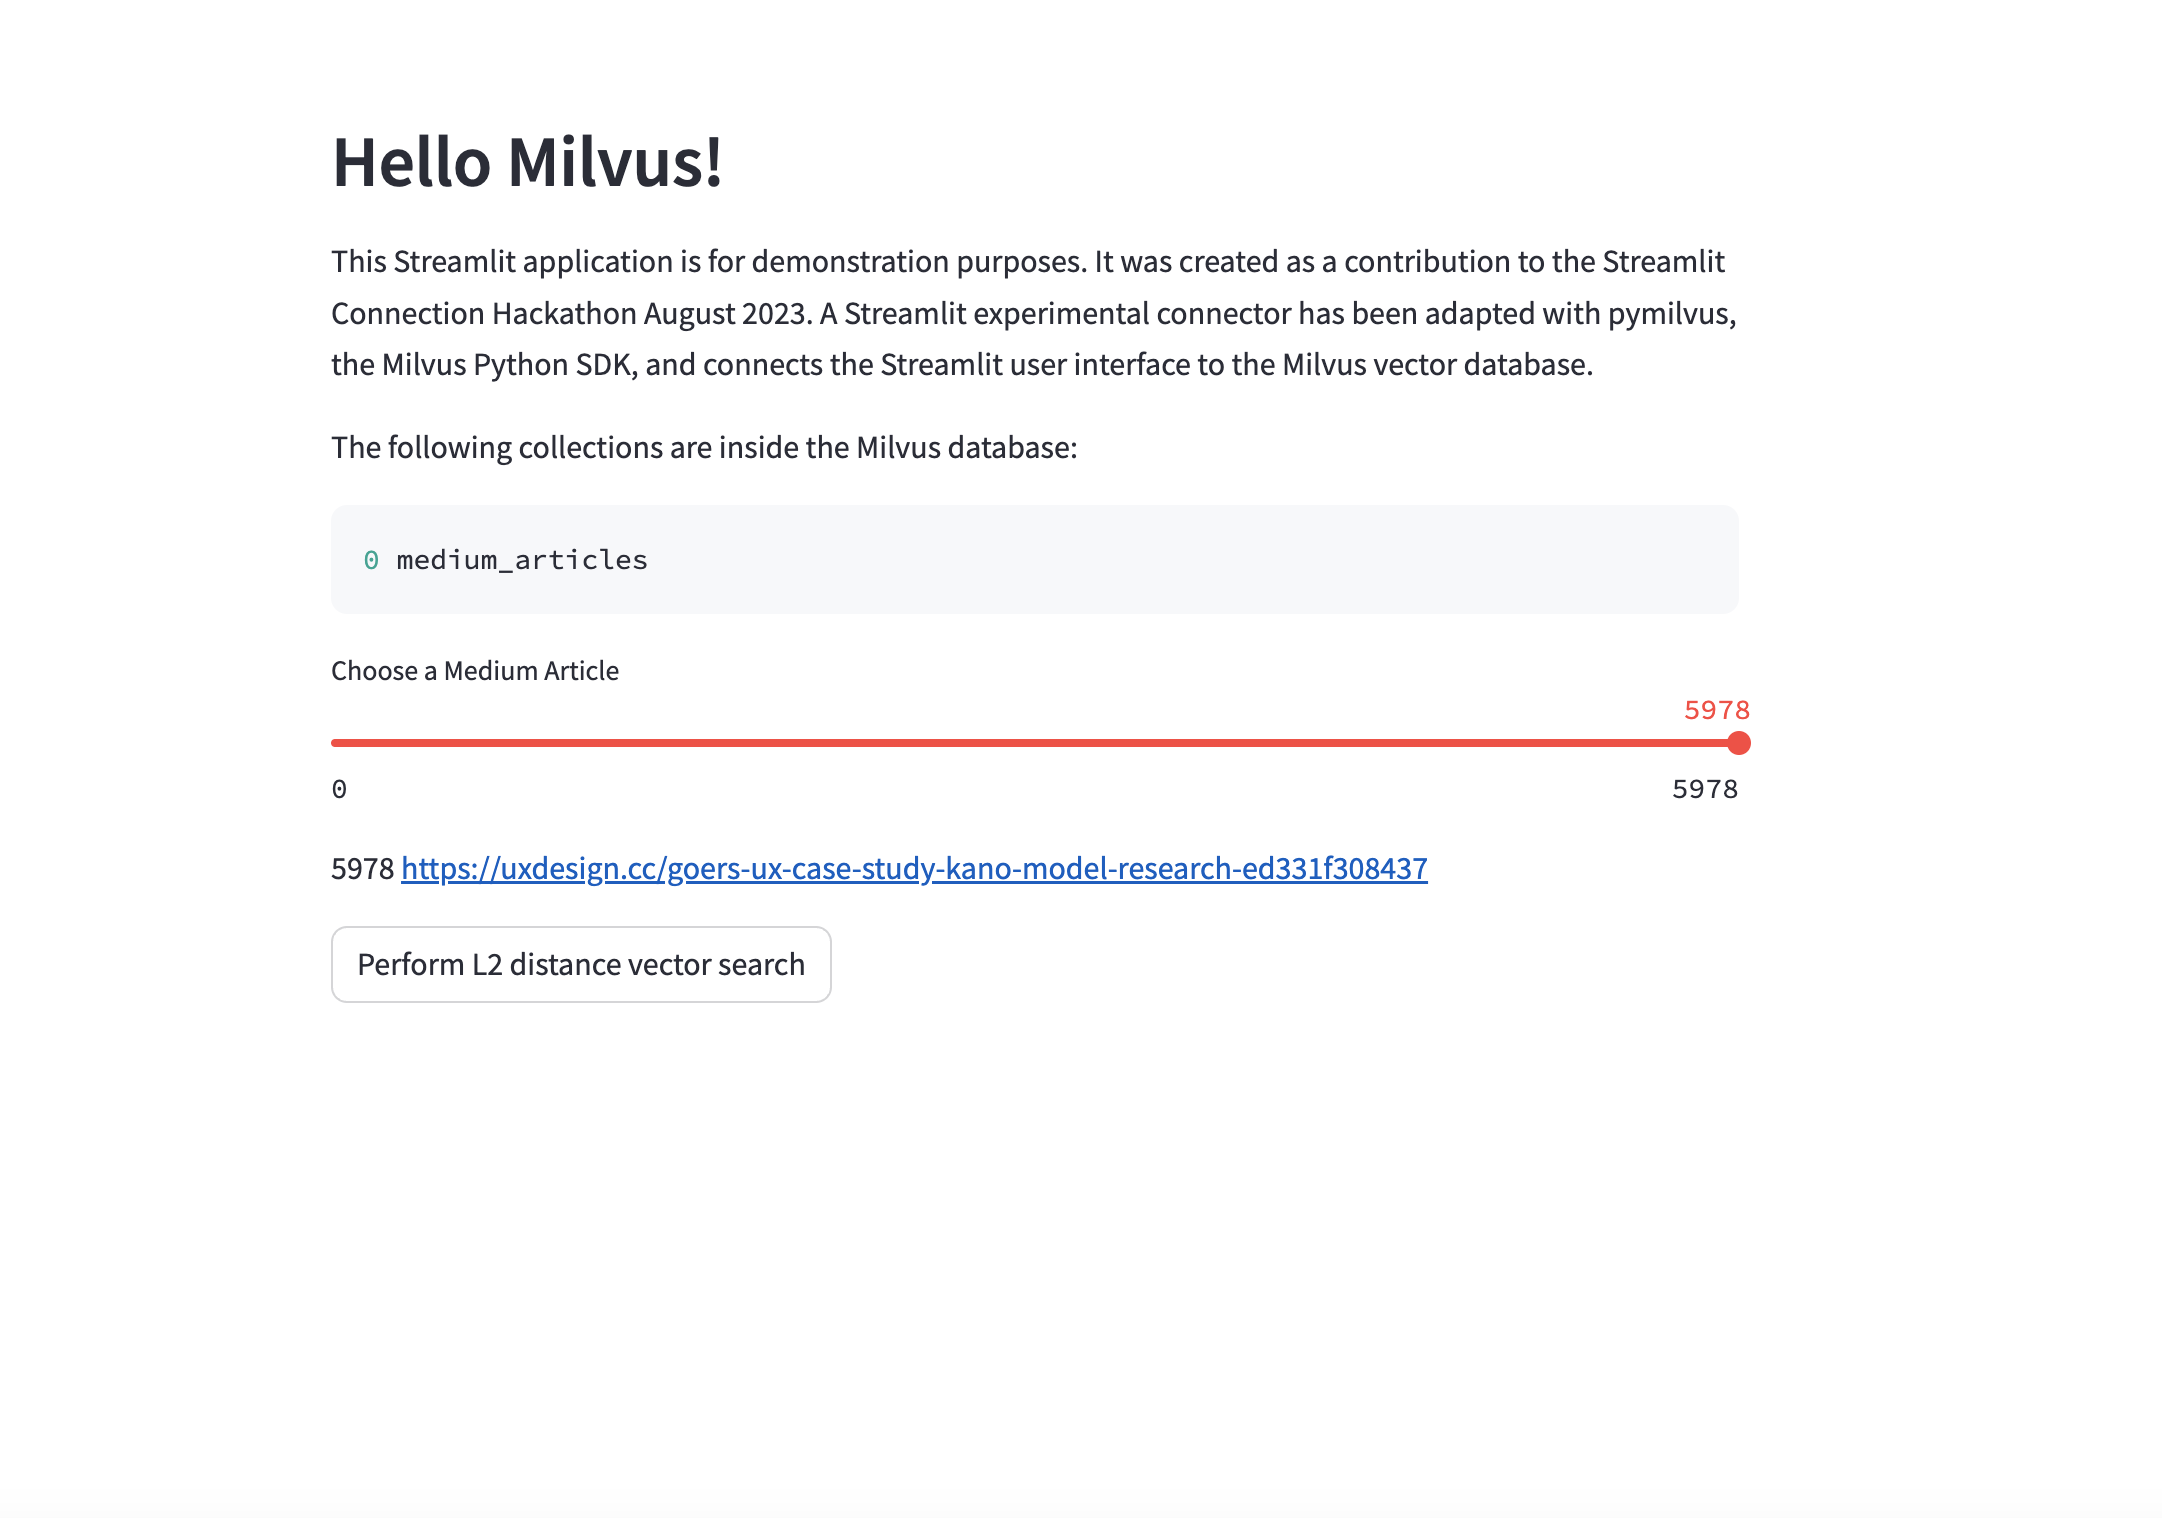 Hello Milvus!
This Streamlit application is for demonstration purposes. It was created as a contribution to the Streamlit
Connection Hackathon August 2023. A Streamlit experimental connector has been adapted with pymilvus,
the Milvus Python SDK, and connects the Streamlit user interface to the Milvus vector database.
The following collections are inside the Milvus database:
0 medium_articles
Choose a Medium Article
5978
0 5978
5978 https://uxdesign.cc/goers-ux-case-study-kano-model-research-ed331f308437
Perform L2 distance vector search